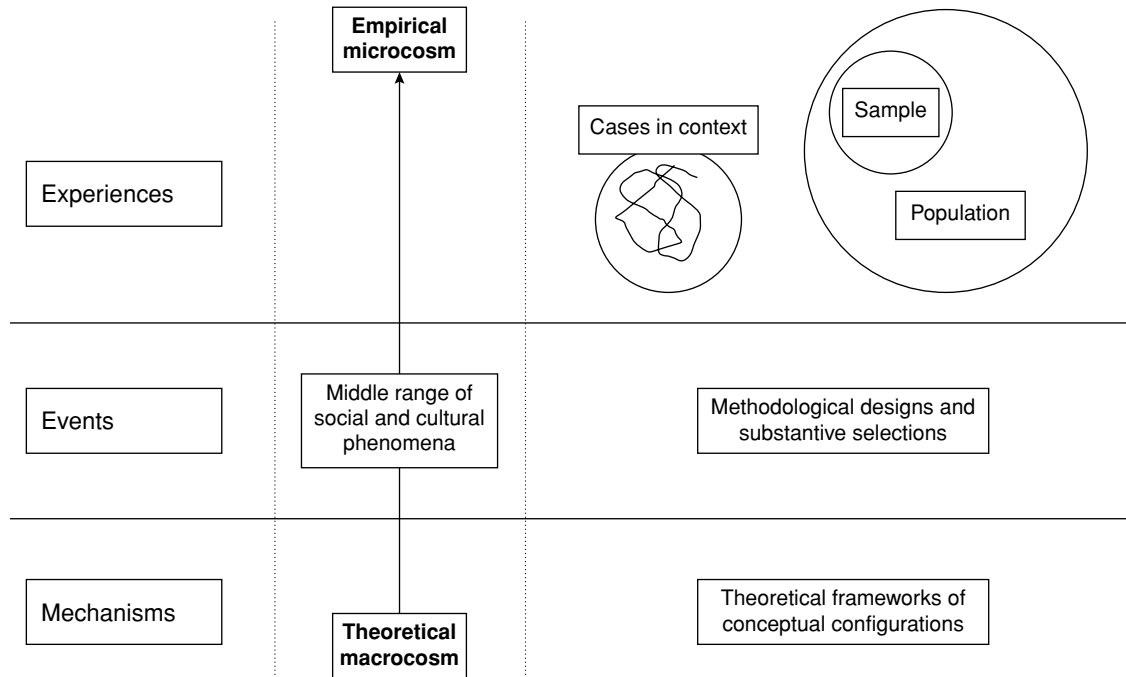 Empirical
microcosm
Cases in context
Sample
Population
Experiences
Events
Middle range of
social and cultural
phenomena
Methodological designs and
substantive selections
Mechanisms
Theoretical
macrocosm
Theoretical frameworks of
conceptual configurations